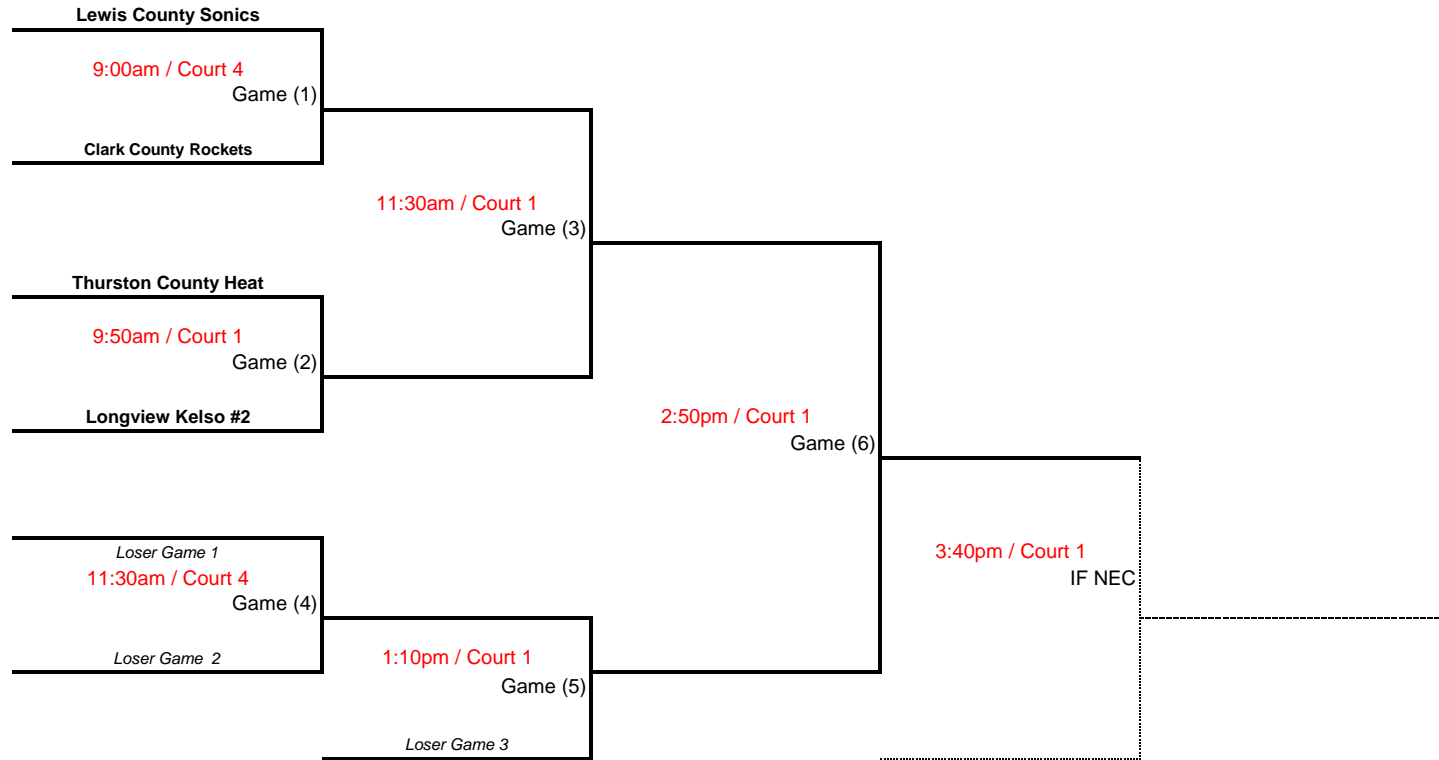 Lewis County Sonics
9:00am / Court 4
Game (1)
Clark County Rockets
11:30am / Court 1
Game (3)
Thurston County Heat
9:50am / Court 1
Game (2)
Longview Kelso #2
2:50pm / Court 1
Game (6)
Loser Game 1
11:30am / Court 4
Game (4)
Loser Game 2
3:40pm / Court 1
IF NEC
1:10pm / Court 1
Game (5)
Loser Game 3